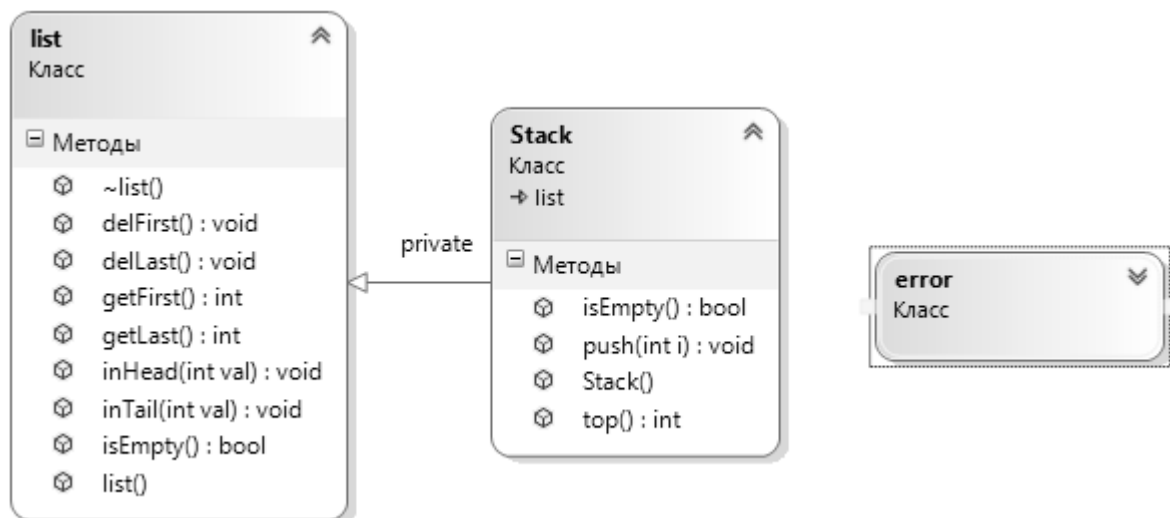 list
Класс
Методы
~list()
delFirst() : void
delLast() : void
getFirst() : int
getLast() : int
inHead(int val) : void
inTail(int val) : void
isEmpty() : bool
list()
private
Stack
Класс
list
Методы
isEmpty() : bool
push(int i) : void
Stack()
top() : int
error
Класс